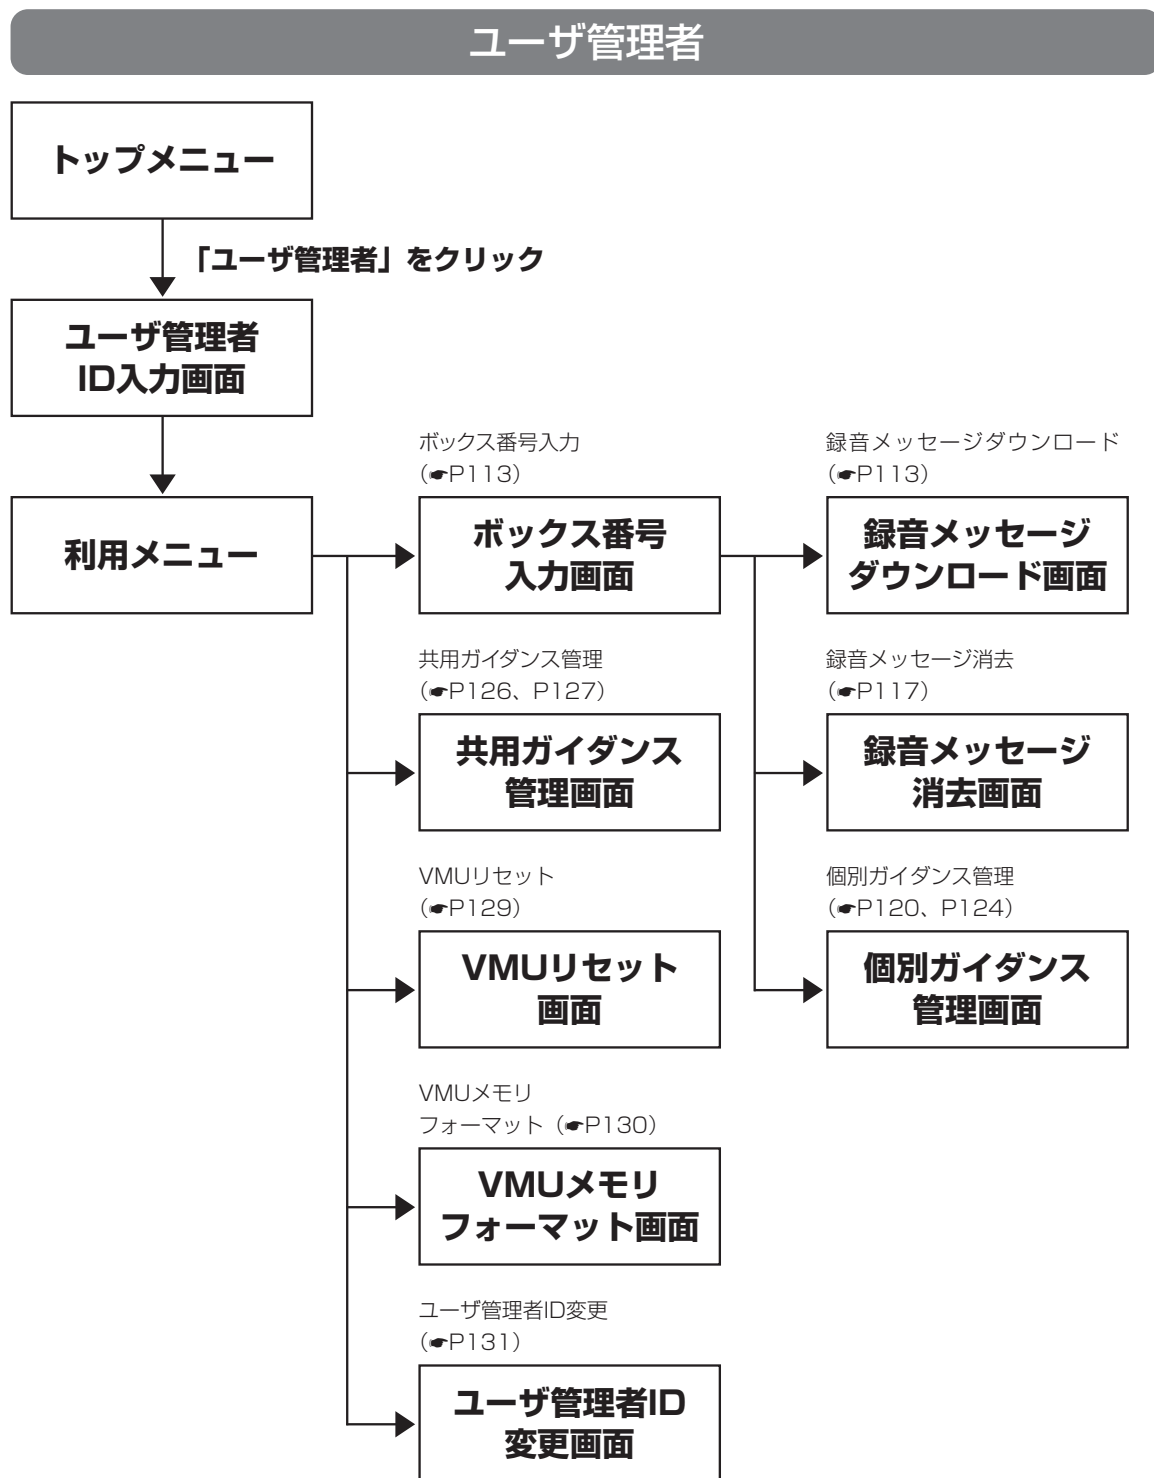 ユーザ管理者
トップメニュー
「ユーザ管理者」をクリック
ユーザ管理者
ID入力画面
利用メニュー
ボックス番号入力
（☛P113）
ボックス番号
入力画面
録音メッセージダウンロード
（☛P113）
録音メッセージ
ダウンロード画面
共用ガイダンス管理
（☛P126、P127）
共用ガイダンス
管理画面
録音メッセージ消去
（☛P117）
録音メッセージ
消去画面
VMUリセット
（☛P129）
VMUリセット
画面
個別ガイダンス管理
（☛P120、P124）
個別ガイダンス
管理画面
VMUメモリ
フォーマット（☛P130）
VMUメモリ
フォーマット画面
ユーザ管理者ID変更
（☛P131）
ユーザ管理者ID
変更画面